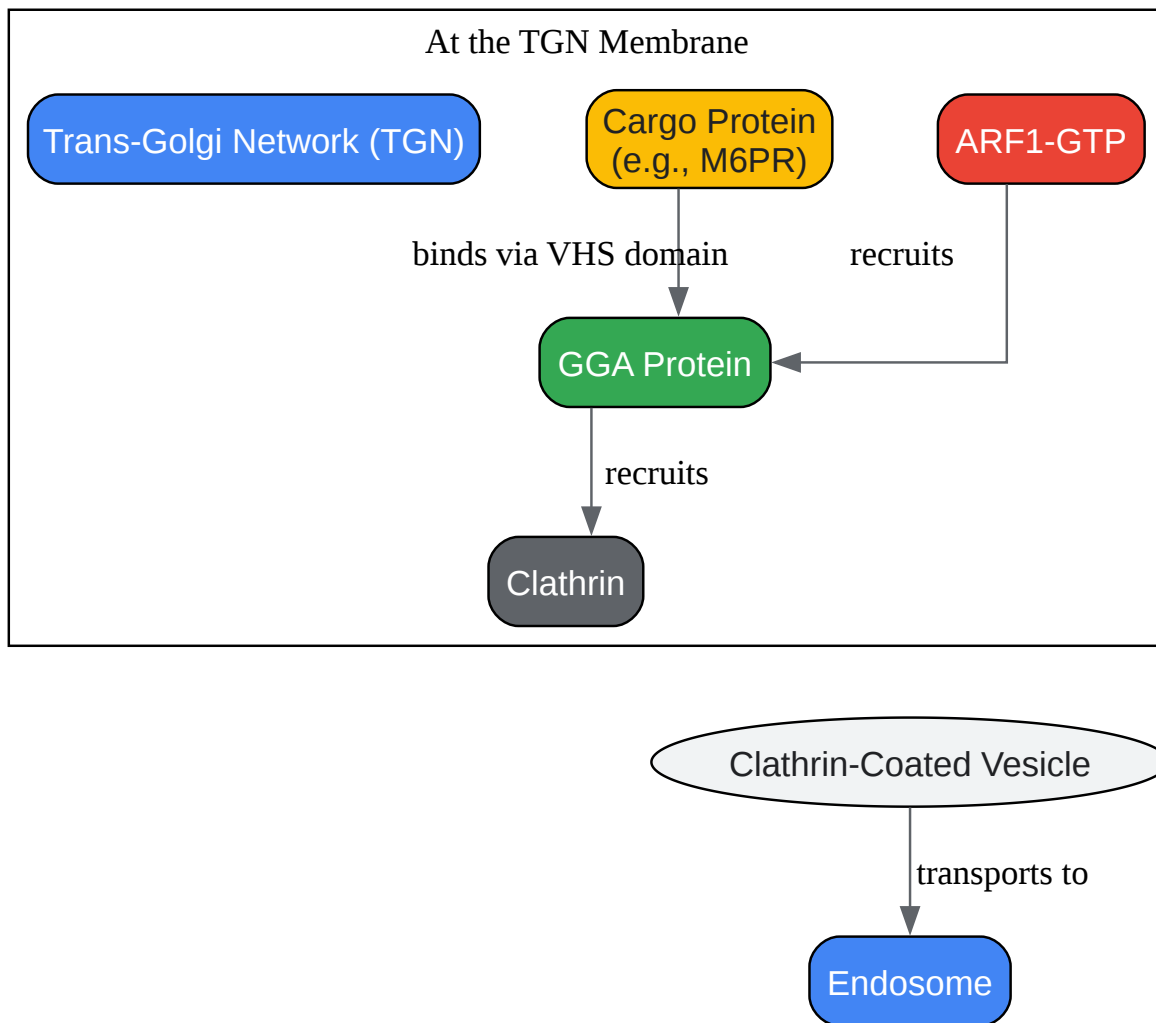 At the TGN Membrane
Trans-Golgi Network (TGN)
Cargo Protein
(e.g., M6PR)
ARF1-GTP
binds via VHS domain
recruits
GGA Protein
recruits
Clathrin
Clathrin-Coated Vesicle
transports to
Endosome